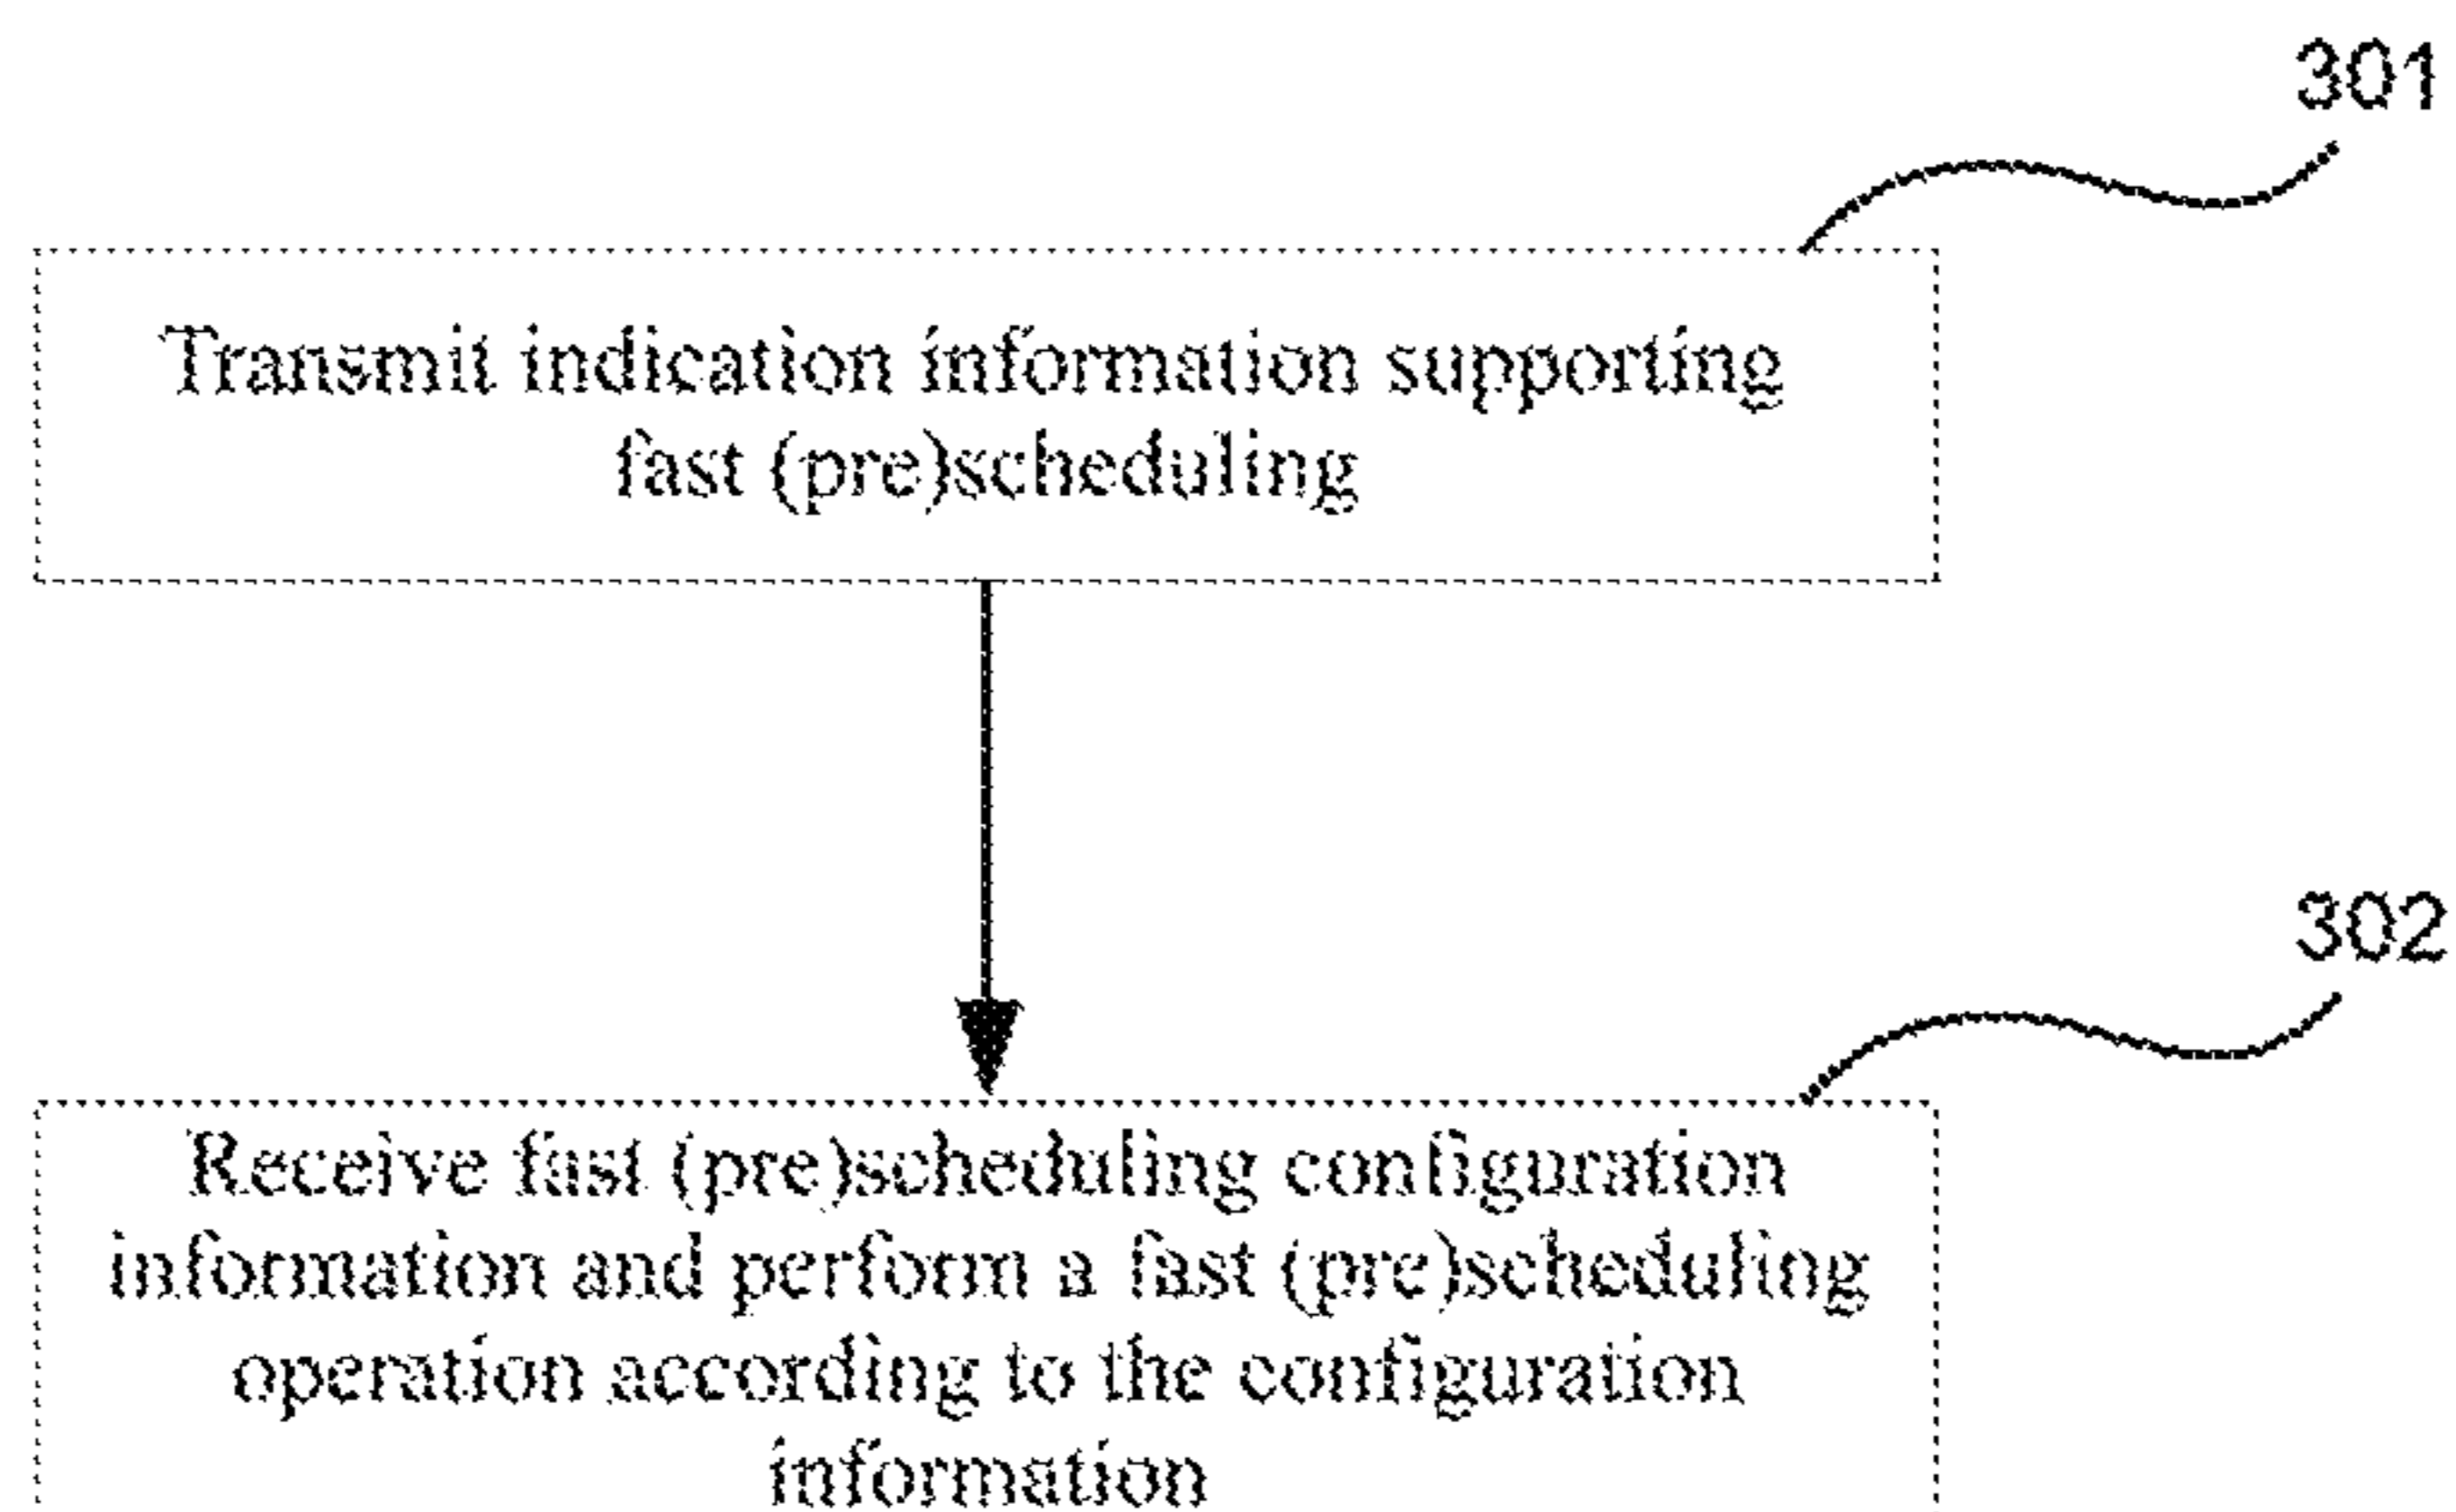 301
Transmit indication information supporting
fast (pre)scheduling
302
Receive fast (pre)scheduling configuration
information and perform a fast (pre)scheduling
operation according to the configuration
information